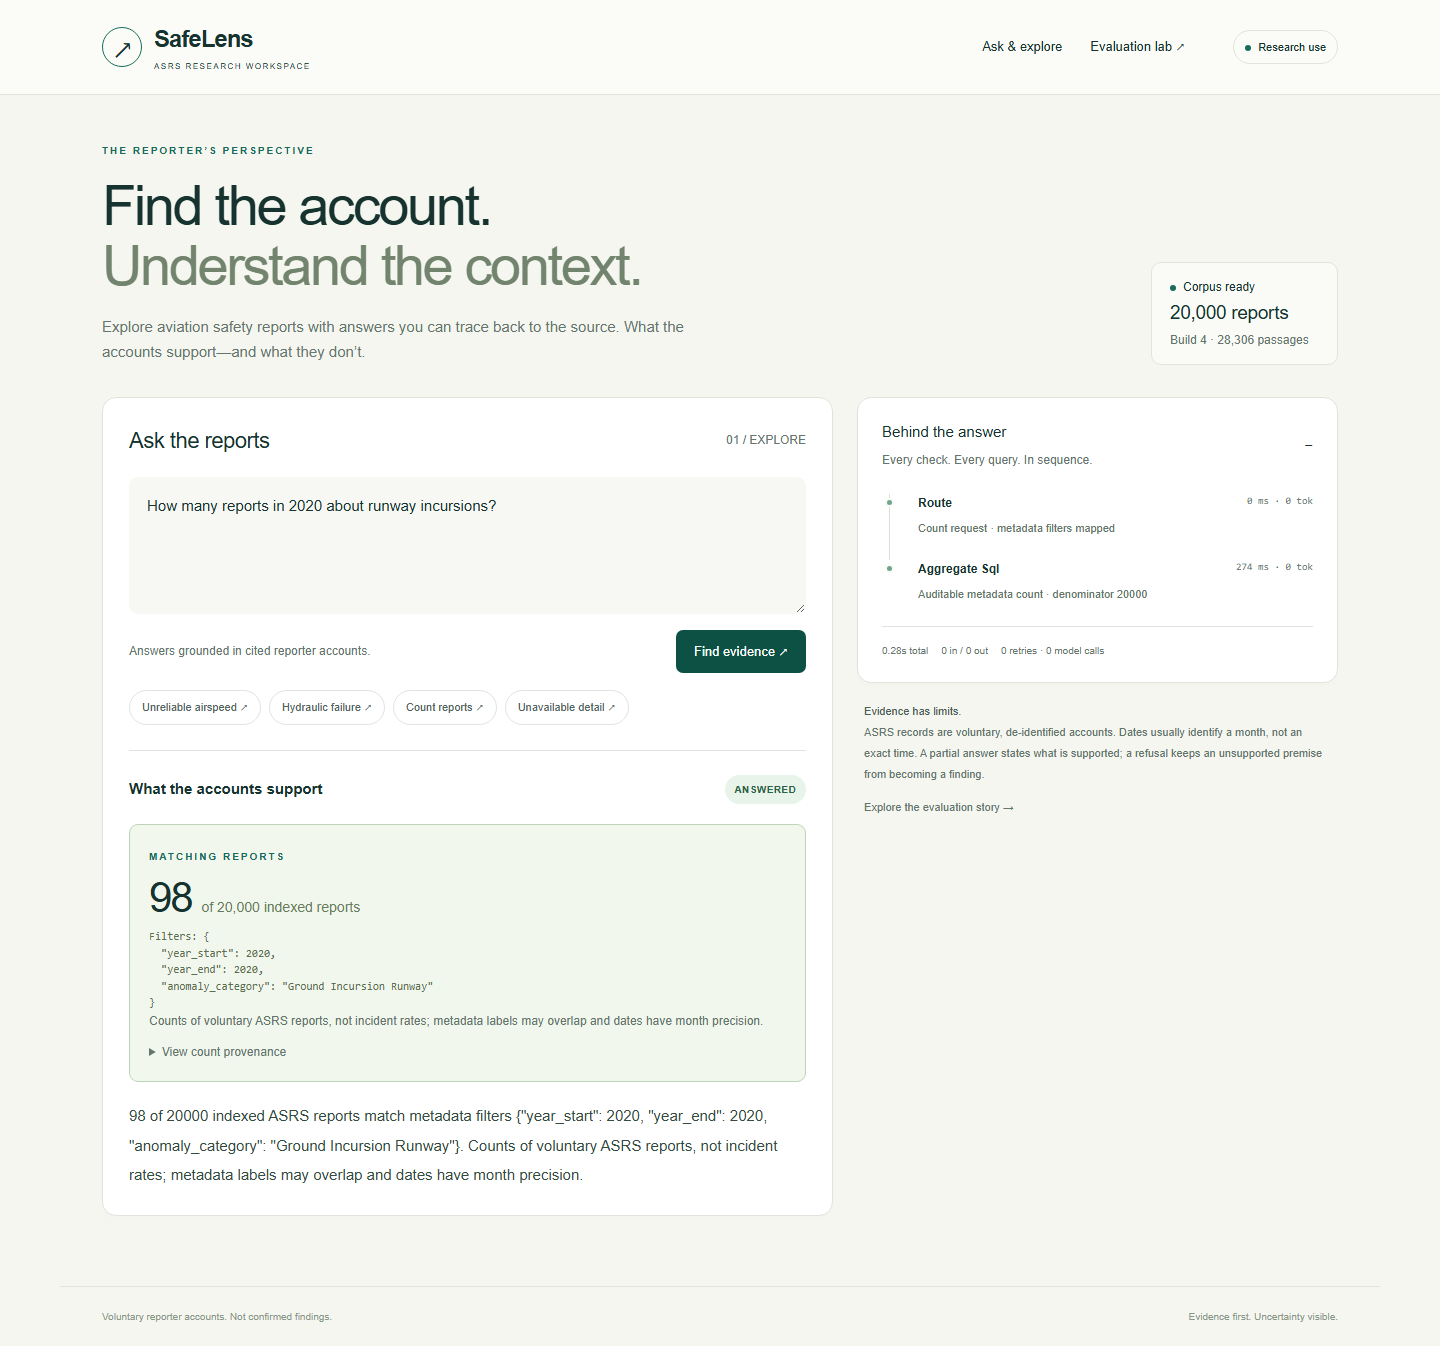 SafeLens
ASRS RESEARCH WORKSPACE
Ask & explore
Evaluation lab ↗
Research use
THE REPORTER'S PERSPECTIVE
Find the account.
Understand the context.
Explore aviation safety reports with answers you can trace back to the source. What the
accounts support—and what they don't.
Corpus ready
20,000 reports
Build 4 · 28,306 passages
Ask the reports
01 / EXPLORE
How many reports in 2020 about runway incursions?
Answers grounded in cited reporter accounts.
Find evidence ↗
Unreliable airspeed ↗
Hydraulic failure ↗
Count reports ↗
Unavailable detail ↗
What the accounts support
ANSWERED
MATCHING REPORTS
98 of 20,000 indexed reports
Filters: {
"year_start": 2020,
"year_end": 2020,
"anomaly_category": "Ground Incursion Runway"
}
Counts of voluntary ASRS reports, not incident rates; metadata labels may overlap and dates have month precision.
View count provenance
98 of 20000 indexed ASRS reports match metadata filters {"year_start": 2020, "year_end": 2020,
"anomaly_category": "Ground Incursion Runway"}. Counts of voluntary ASRS reports, not incident
rates; metadata labels may overlap and dates have month precision.
Behind the answer
Every check. Every query. In sequence.
–
Route
0 ms · 0 tok
Count request · metadata filters mapped
Aggregate Sql
274 ms · 0 tok
Auditable metadata count · denominator 20000
0.28s total
0 in / 0 out
0 retries · 0 model calls
Evidence has limits.
ASRS records are voluntary, de-identified accounts. Dates usually identify a month, not an
exact time. A partial answer states what is supported; a refusal keeps an unsupported premise
from becoming a finding.
Explore the evaluation story →
Voluntary reporter accounts. Not confirmed findings.
Evidence first. Uncertainty visible.